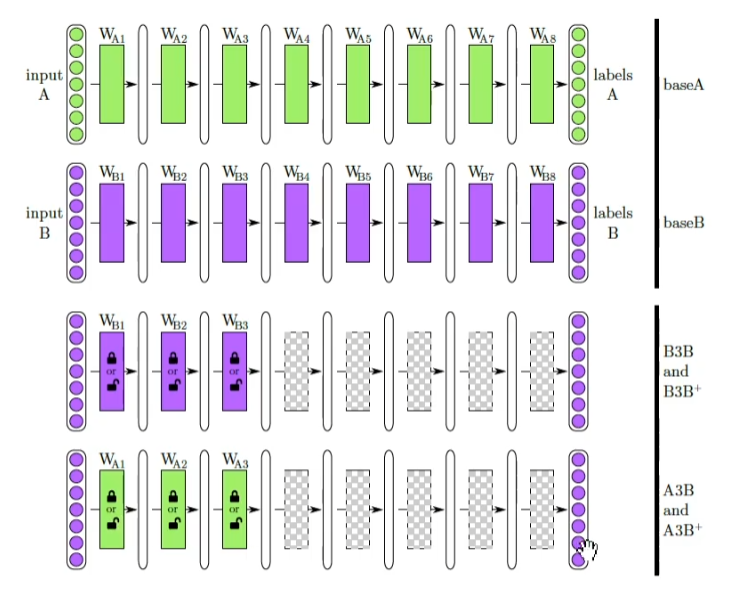 W_A1 W_A2 W_A3 W_A4 W_A5 W_A6 W_A7 W_A8
input
A
labels
A
baseA
W_B1 W_B2 W_B3 W_B4 W_B5 W_B6 W_B7 W_B8
input
B
labels
B
baseB
W_B1 W_B2 W_B3
or or or
B3B
and
B3B⁺
W_A1 W_A2 W_A3
or or or
A3B
and
A3B⁺